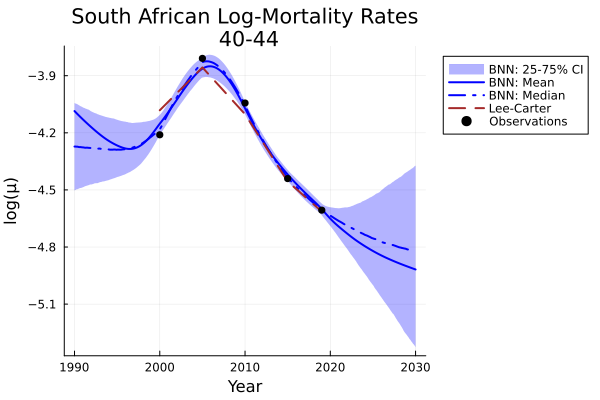 South African Log-Mortality Rates
40-44
BNN: 25-75% CI
BNN: Mean
BNN: Median
Lee-Carter
Observations
−3.9
−4.2
−4.5
−4.8
−5.1
log(μ)
1990
2000
2010
2020
2030
Year